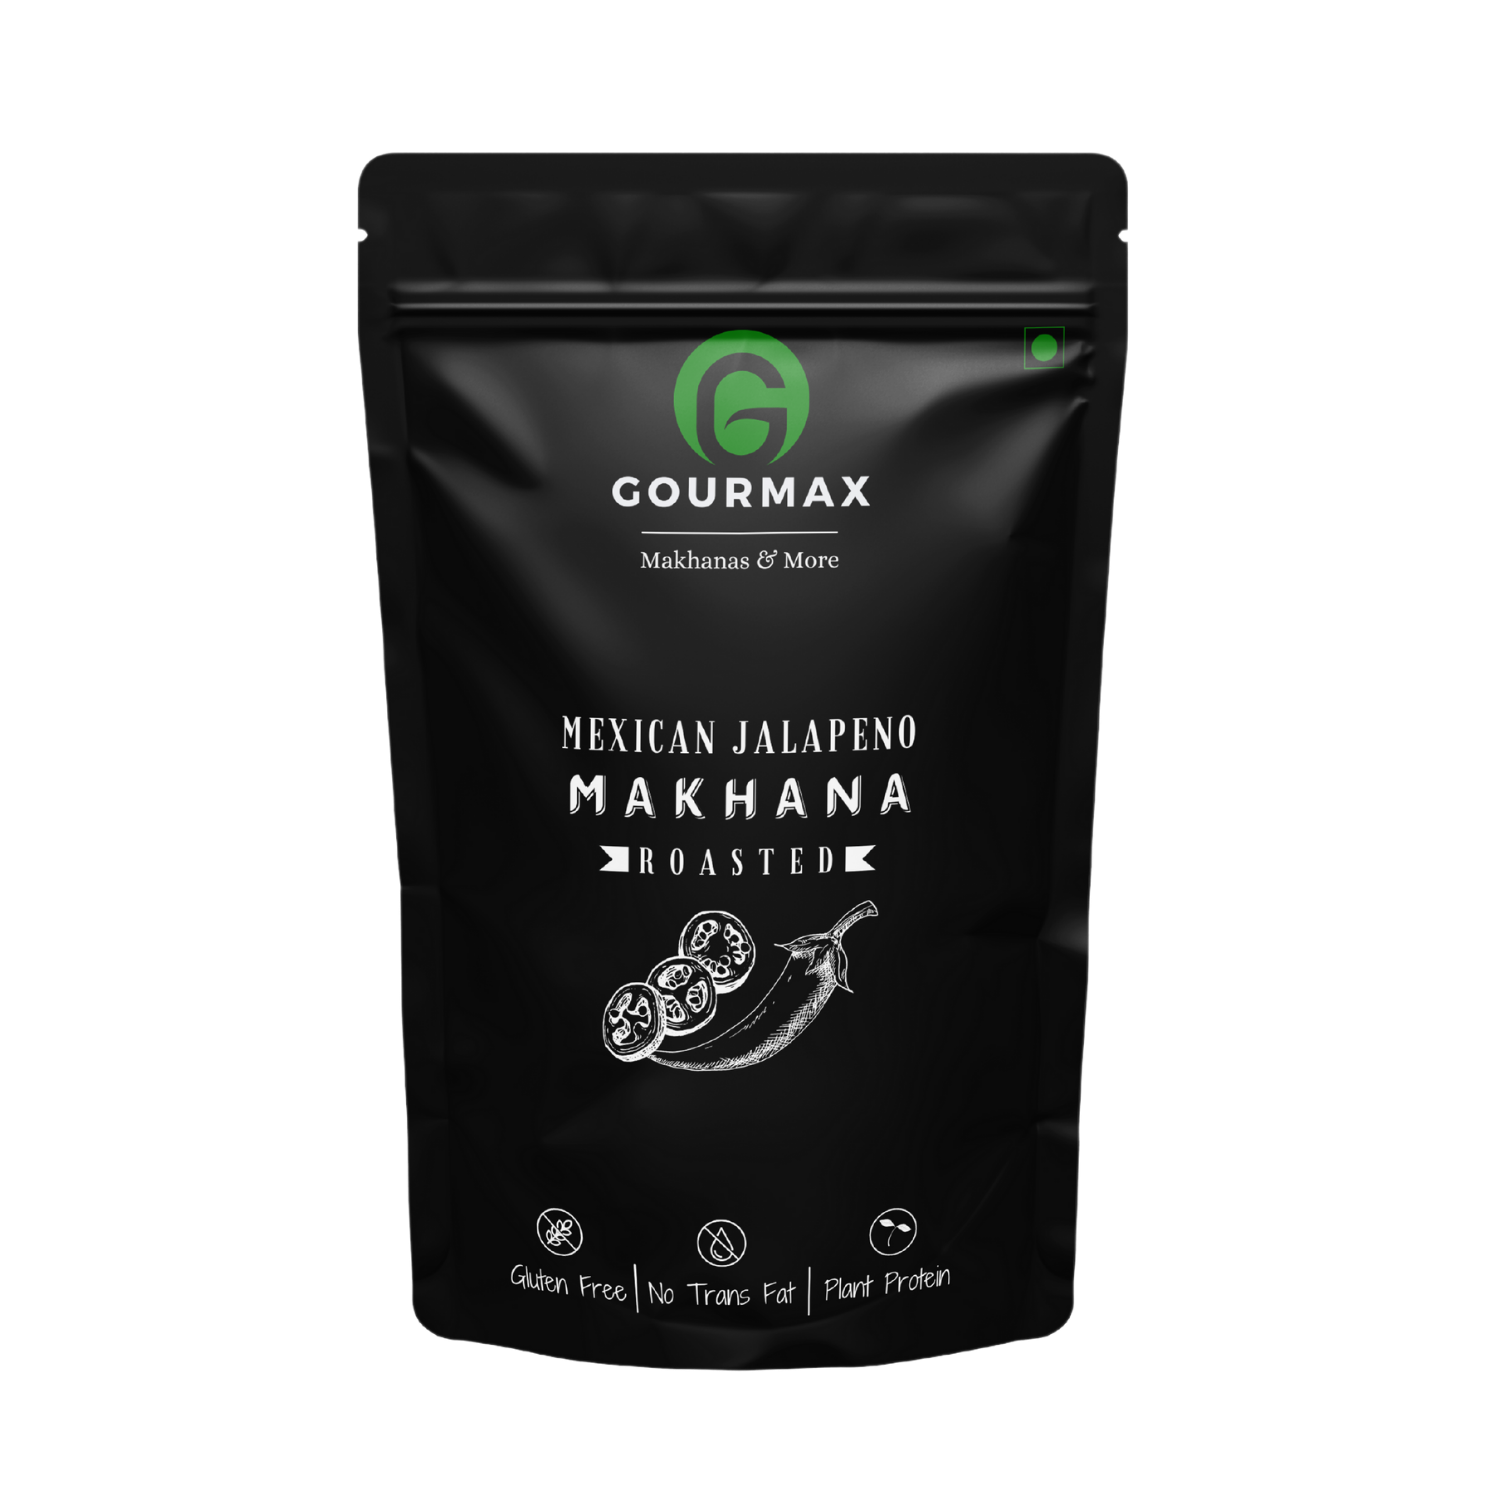 GOURMAX
Makhanas & More
MEXICAN JALAPENO
MAKHANA
ROASTED
Gluten Free | No Trans Fat | Plant Protein